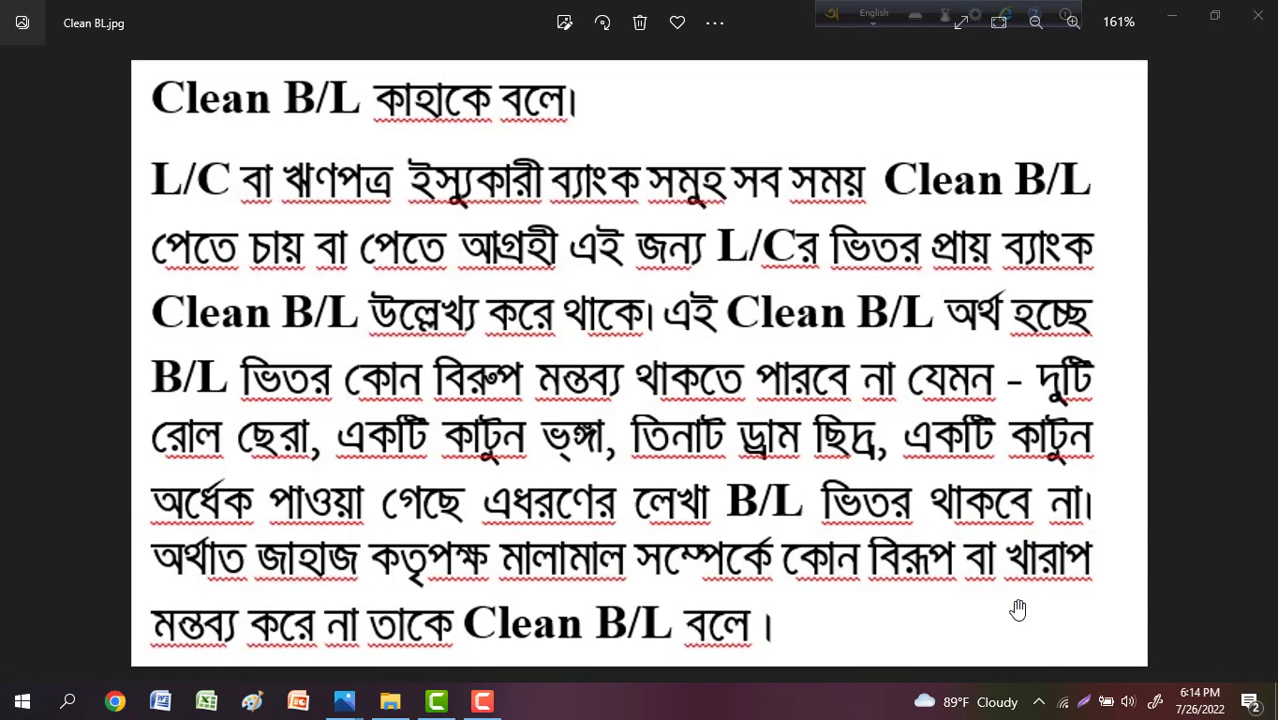 Clean BL.jpg
English
161%
Clean B/L কাহাকে বলে।
L/C বা ঋণপত্র ইস্যুকারী ব্যাংক সমুহ সব সময় Clean B/L
পেতে চায় বা পেতে আগ্রহী এই জন্য L/Cর ভিতর প্রায় ব্যাংক
Clean B/L উল্লেখ্য করে থাকে। এই Clean B/L অর্থ হচ্ছে
B/L ভিতর কোন বিরুপ মন্তব্য থাকতে পারবে না যেমন - দুটি
রোল ছেরা, একটি কাটুন ভ্ঙ্গা, তিনাট ড্রাম ছিদ্র, একটি কাটুন
অর্ধেক পাওয়া গেছে এধরণের লেখা B/L ভিতর থাকবে না।
অর্থাত জাহাজ কতৃপক্ষ মালামাল সম্পের্কে কোন বিরূপ বা খারাপ
মন্তব্য করে না তাকে Clean B/L বলে ।
89°F Cloudy
6:14 PM
7/26/2022
2